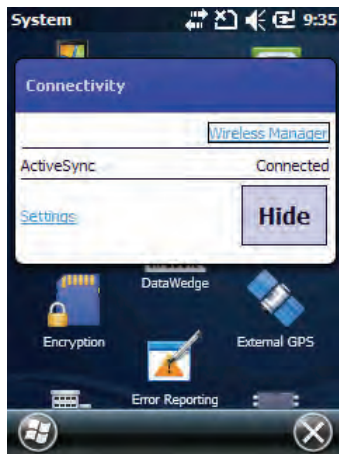 System 9:35
Connectivity
Wireless Manager
ActiveSync Connected
Settings Hide
DataWedge
Encryption External GPS
Error Reporting